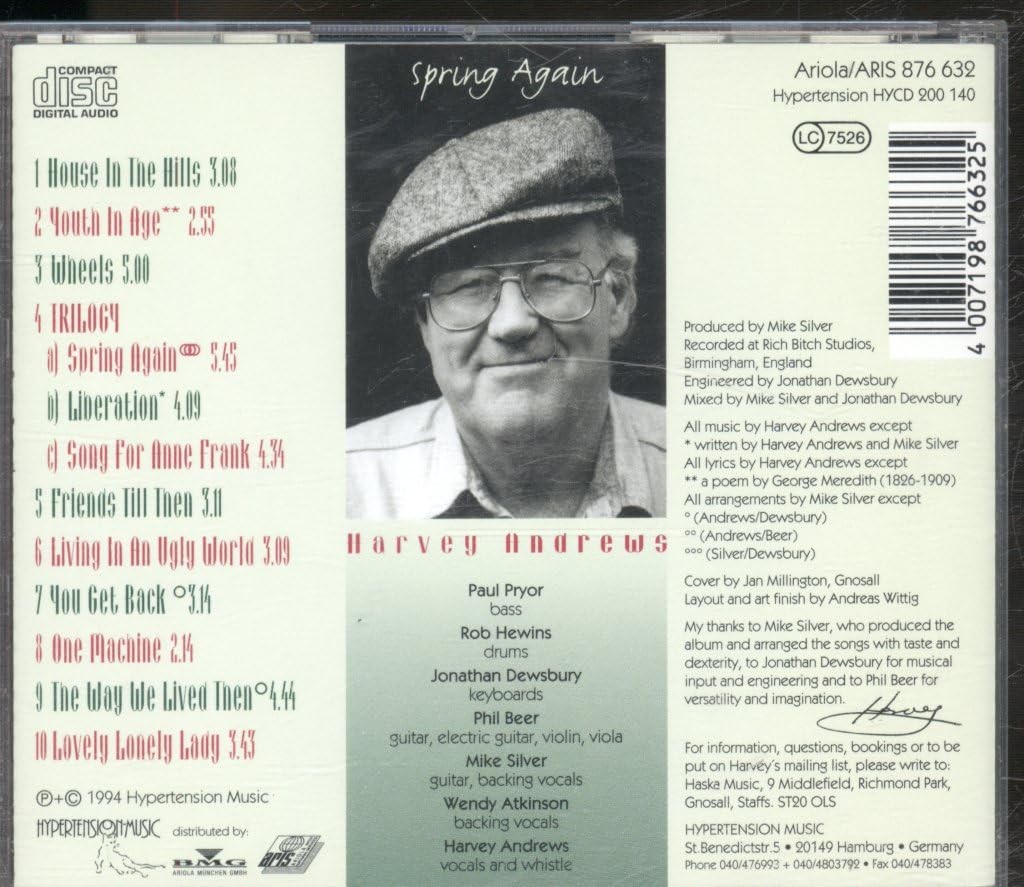 COMPACT
disc
DIGITAL AUDIO
1 House In The Hills 3.08
2 Youth In Age** 2.55
3 Wheels 5.00
4 TRILOGY
a) Spring Again°°° 5.45
b) Liberation* 4.09
c) Song For Anne Frank 4.34
5 Friends Till Then 3.11
6 Living In An Ugly World 3.09
7 You Get Back °3.14
8 One Machine 2.14
9 The Way We Lived Then°4.44
10 Lovely Lonely Lady 3.43
℗+© 1994 Hypertension Music
HYPERTENSION-MUSIC
distributed by:
BMG
ARIOLA MÜNCHEN GMBH
aris
Spring Again
Harvey Andrews
Paul Pryor
bass
Rob Hewins
drums
Jonathan Dewsbury
keyboards
Phil Beer
guitar, electric guitar, violin, viola
Mike Silver
guitar, backing vocals
Wendy Atkinson
backing vocals
Harvey Andrews
vocals and whistle
Ariola/ARIS 876 632
Hypertension HYCD 200 140
LC 7526
4 007198 766325
Produced by Mike Silver
Recorded at Rich Bitch Studios,
Birmingham, England
Engineered by Jonathan Dewsbury
Mixed by Mike Silver and Jonathan Dewsbury
All music by Harvey Andrews except
* written by Harvey Andrews and Mike Silver
All lyrics by Harvey Andrews except
** a poem by George Meredith (1826-1909)
All arrangements by Mike Silver except
° (Andrews/Dewsbury)
°° (Andrews/Beer)
°°° (Silver/Dewsbury)
Cover by Jan Millington, Gnosall
Layout and art finish by Andreas Wittig
My thanks to Mike Silver, who produced the
album and arranged the songs with taste and
dexterity, to Jonathan Dewsbury for musical
input and engineering and to Phil Beer for
versatility and imagination.
Harvey
For information, questions, bookings or to be
put on Harvey´s mailing list, please write to:
Haska Music, 9 Middlefield, Richmond Park,
Gnosall, Staffs. ST20 OLS
HYPERTENSION MUSIC
St.Benedictstr.5 • 20149 Hamburg • Germany
Phone 040/476993 + 040/4803792 • Fax 040/478383